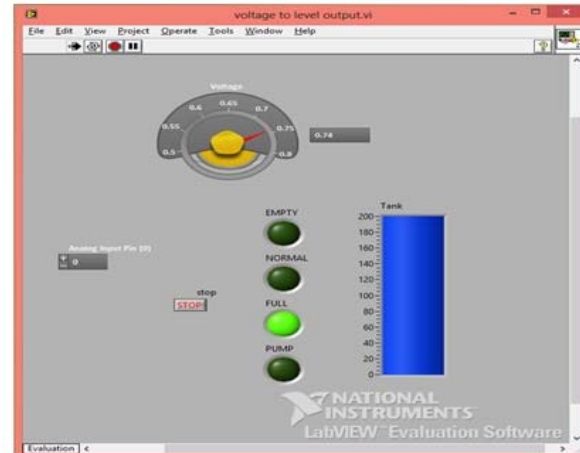 voltage to level output.vi
File Edit View Project Operate Tools Window Help
Voltage
0.5
0.55
0.6
0.65
0.7
0.75
0.8
0.74
Analog Input Pin (0)
0
stop
STOP
EMPTY
NORMAL
FULL
PUMP
Tank
200
180
160
140
120
100
80
60
40
20
0
NATIONAL
INSTRUMENTS
LabVIEW™ Evaluation Software
Evaluation